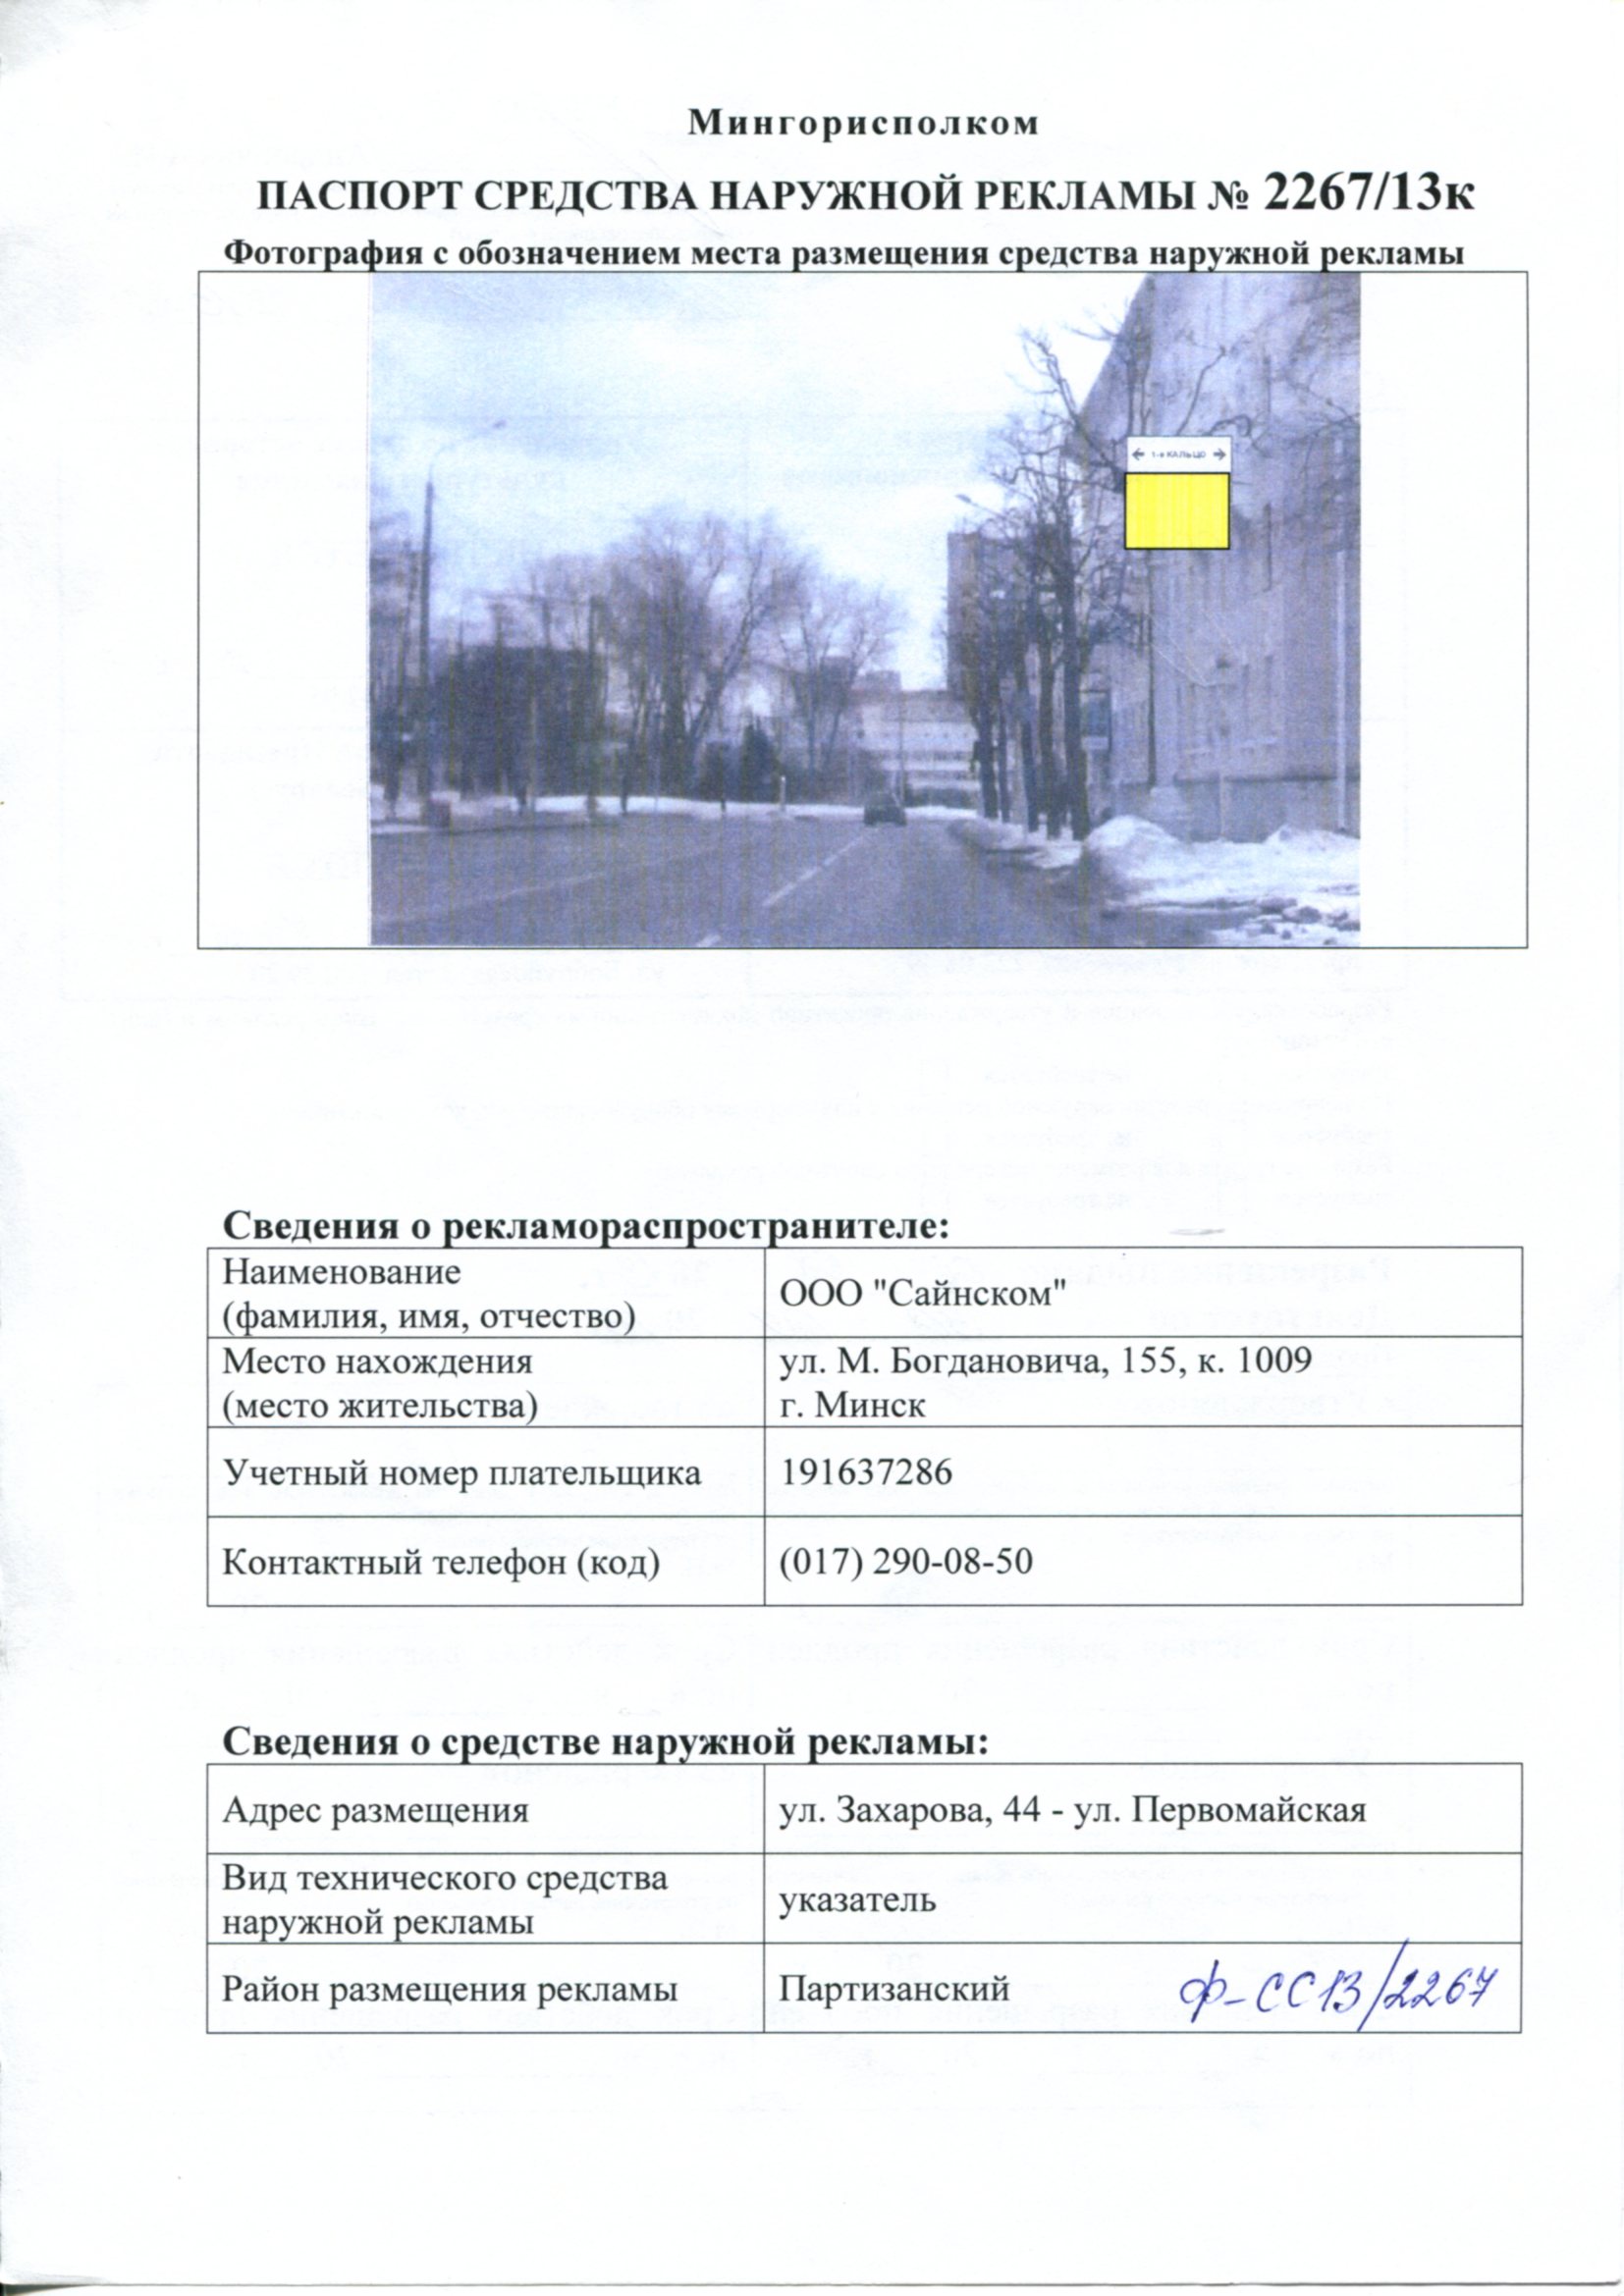 Мингорисполком
ПАСПОРТ СРЕДСТВА НАРУЖНОЙ РЕКЛАМЫ № 2267/13к
Фотография с обозначением места размещения средства наружной рекламы
← 1-е КАЛЬЦО →
Сведения о рекламораспространителе:
Наименование
(фамилия, имя, отчество)
ООО "Сайнском"
Место нахождения
(место жительства)
ул. М. Богдановича, 155, к. 1009
г. Минск
Учетный номер плательщика
191637286
Контактный телефон (код)
(017) 290-08-50
Сведения о средстве наружной рекламы:
Адрес размещения
ул. Захарова, 44 - ул. Первомайская
Вид технического средства
наружной рекламы
указатель
Район размещения рекламы
Партизанский
Ф-СС13/2267